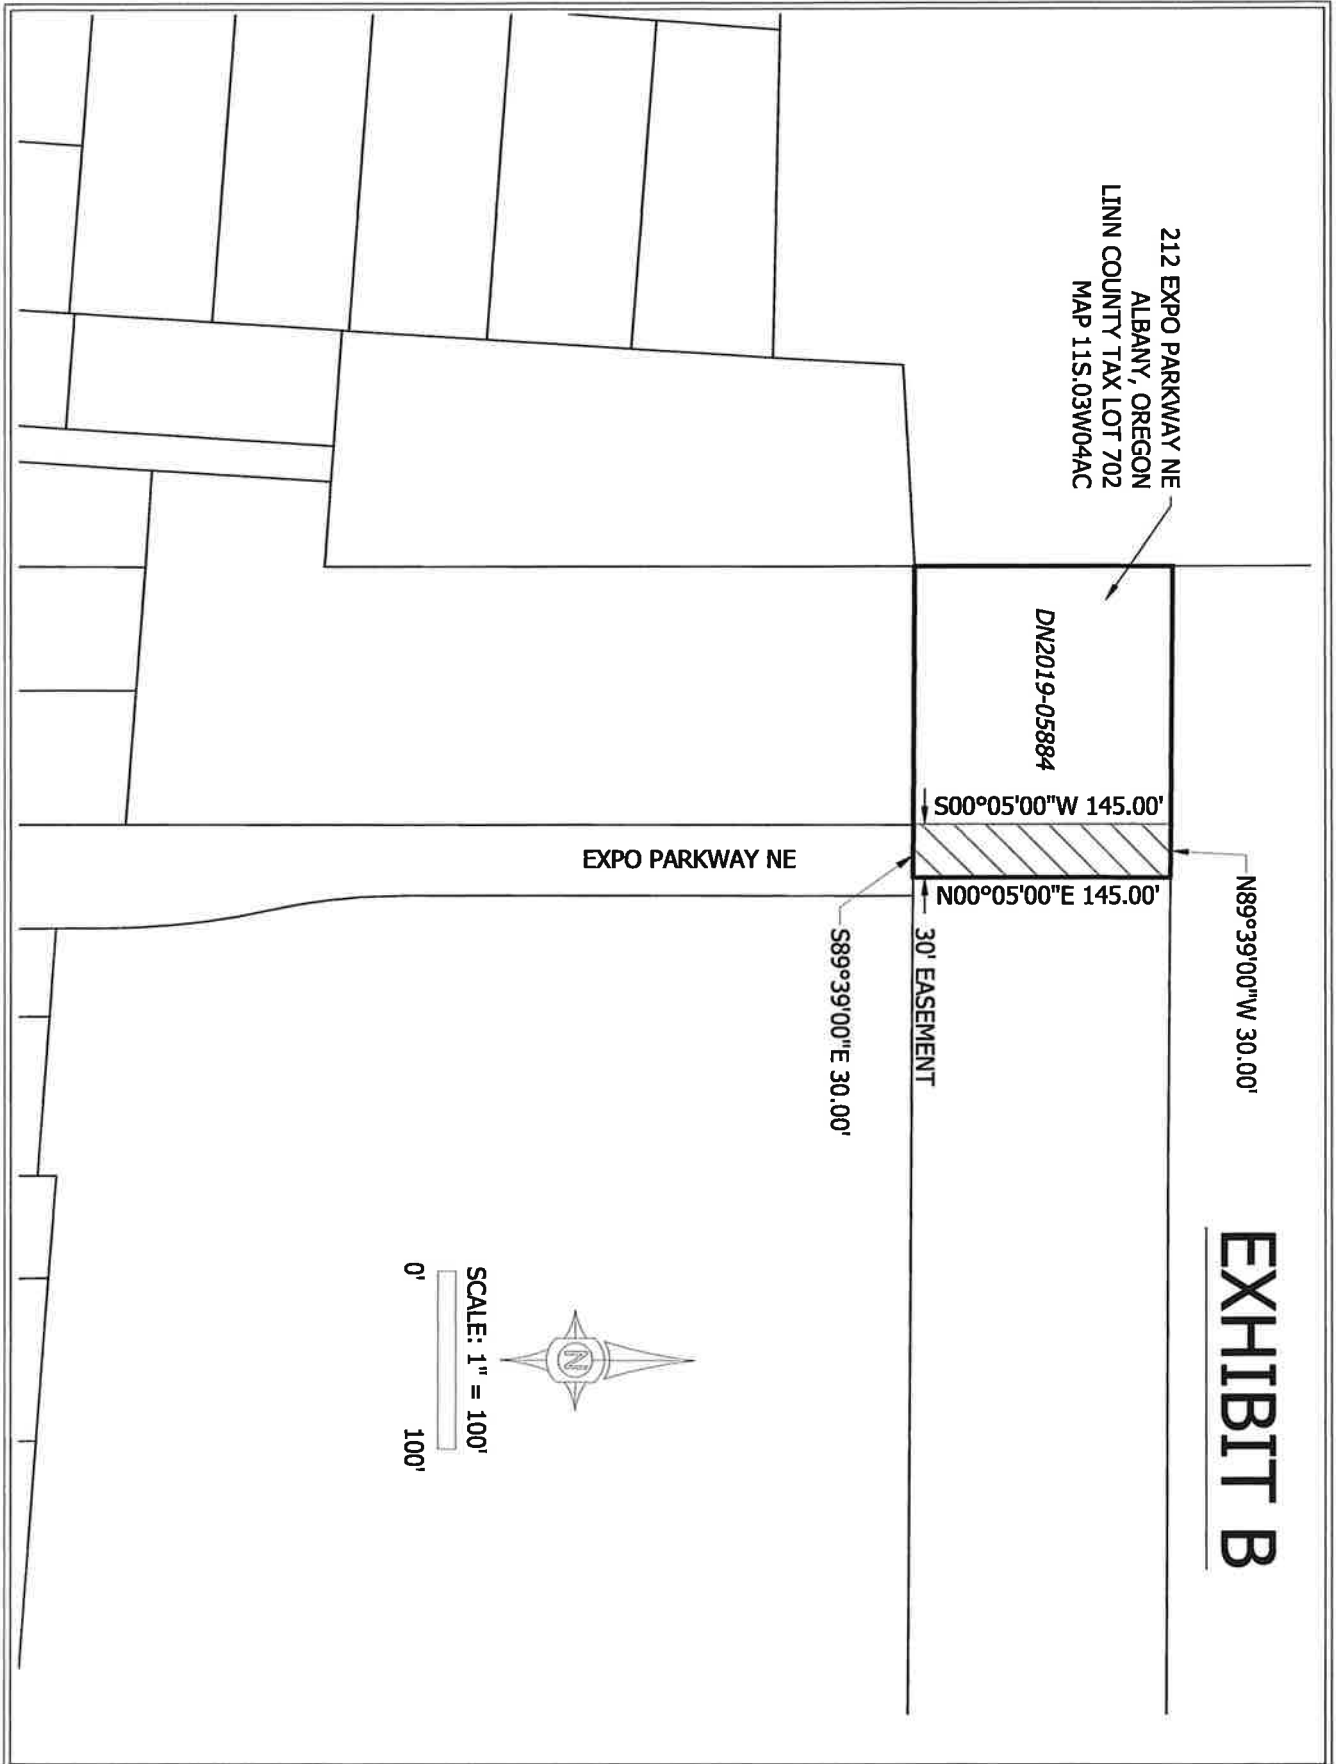 EXHIBIT B
212 EXPO PARKWAY NE
ALBANY, OREGON
LINN COUNTY TAX LOT 702
MAP 11S.03W04AC
N89°39'00"W 30.00'
DN2019-05884
S00°05'00"W 145.00'
N00°05'00"E 145.00'
30' EASEMENT
S89°39'00"E 30.00'
EXPO PARKWAY NE
N
SCALE: 1" = 100'
0' 100'